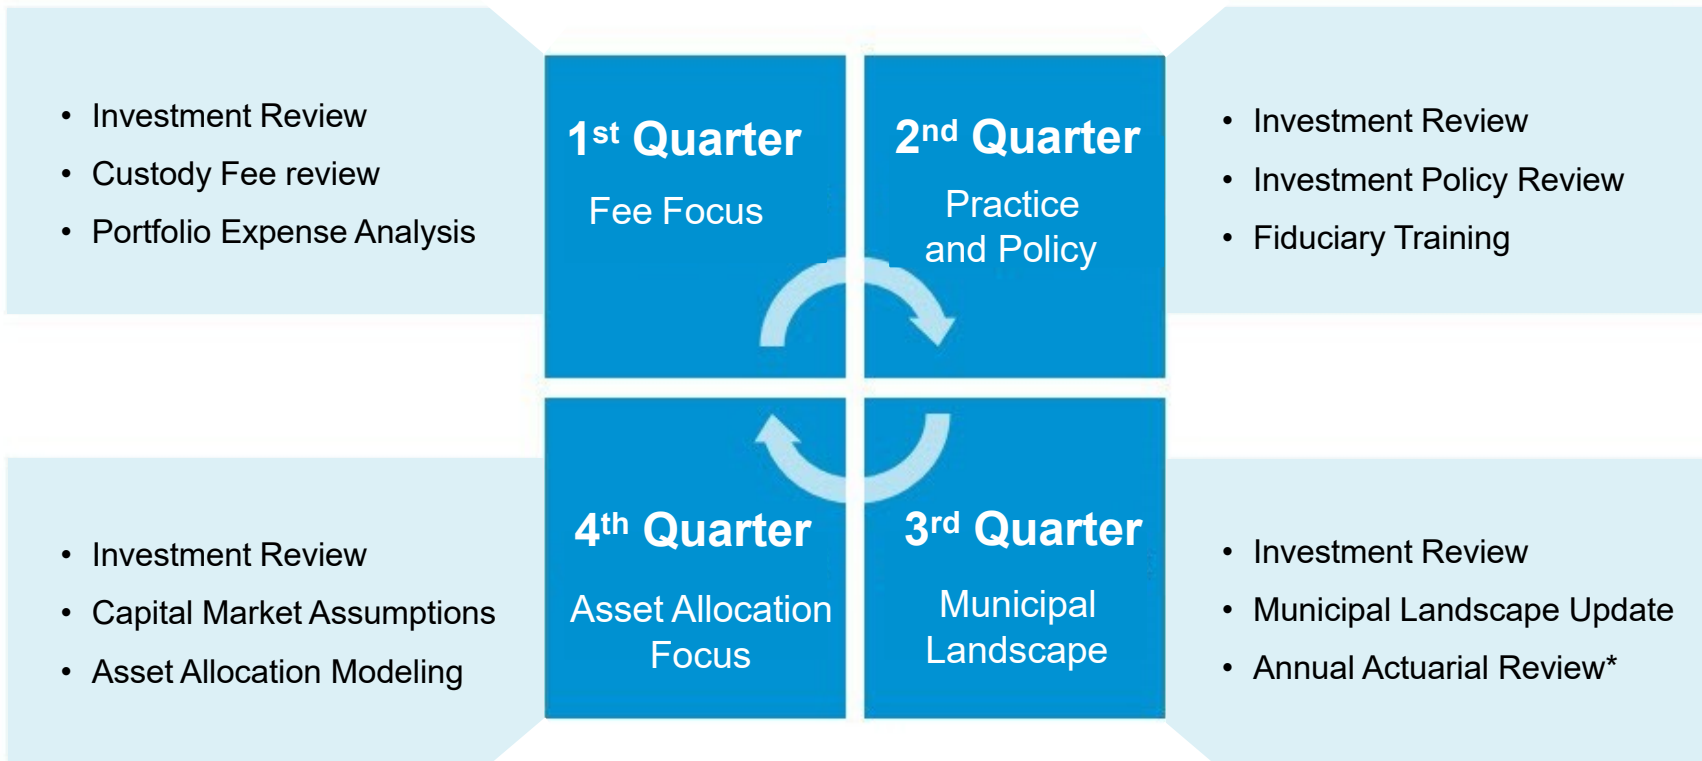 • Investment Review
• Custody Fee review
• Portfolio Expense Analysis
1st Quarter
Fee Focus
2nd Quarter
Practice
and Policy
• Investment Review
• Investment Policy Review
• Fiduciary Training
• Investment Review
• Capital Market Assumptions
• Asset Allocation Modeling
4th Quarter
Asset Allocation
Focus
3rd Quarter
Municipal
Landscape
• Investment Review
• Municipal Landscape Update
• Annual Actuarial Review*